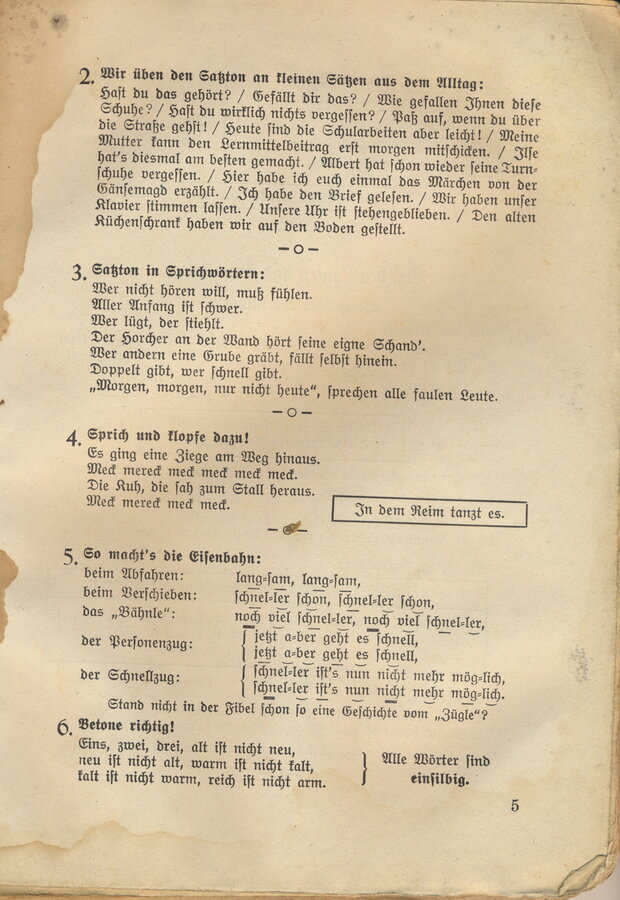 2. Wir üben den Satzton an kleinen Sätzen aus dem Alltag:
Hast du das gehört? / Gefällt dir das? / Wie gefallen Ihnen diese
Schuhe? / Hast du wirklich nichts vergessen? / Paß auf, wenn du über
die Straße gehst! / Heute sind die Schularbeiten aber leicht! / Meine
Mutter kann den Lernmittelbeitrag erst morgen mitschicken. / Ilse
hat's diesmal am besten gemacht. / Albert hat schon wieder seine Turn-
schuhe vergessen. / Hier habe ich euch einmal das Märchen von der
Gänsemagd erzählt. / Ich habe den Brief gelesen. / Wir haben unser
Klavier stimmen lassen. / Unsere Uhr ist stehengeblieben. / Den alten
Küchenschrank haben wir auf den Boden gestellt.
3. Satzton in Sprichwörtern:
Wer nicht hören will, muß fühlen.
Aller Anfang ist schwer.
Wer lügt, der stiehlt.
Der Horcher an der Wand hört seine eigne Schand'.
Wer andern eine Grube gräbt, fällt selbst hinein.
Doppelt gibt, wer schnell gibt.
„Morgen, morgen, nur nicht heute“, sprechen alle faulen Leute.
4. Sprich und klopfe dazu!
Es ging eine Ziege am Weg hinaus.
Meck mereck meck meck meck meck.
Die Kuh, die sah zum Stall heraus.
Meck mereck meck meck.
In dem Reim tanzt es.
5. So macht's die Eisenbahn:
beim Abfahren: lang-sam, lang-sam,
beim Verschieben: schnel-ler schon, schnel-ler schon,
das „Bähnle“: noch viel schnel-ler, noch viel schnel-ler,
der Personenzug: { jetzt a-ber geht es schnell,
jetzt a-ber geht es schnell,
der Schnellzug: { schnel-ler ist's nun nicht mehr mög-lich,
schnel-ler ist's nun nicht mehr mög-lich.
Stand nicht in der Fibel schon so eine Geschichte vom „Zügle“?
6. Betone richtig!
Eins, zwei, drei, alt ist nicht neu,
neu ist nicht alt, warm ist nicht kalt,
kalt ist nicht warm, reich ist nicht arm.
} Alle Wörter sind
einsilbig.
5